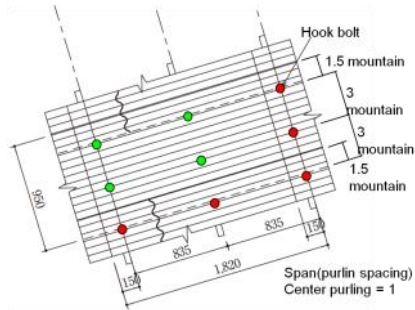 Hook bolt
1.5 mountain
3
mountain
3
mountain
1.5
mountain
950
835
835
150
150
1,820
Span(purlin spacing)
Center purling = 1